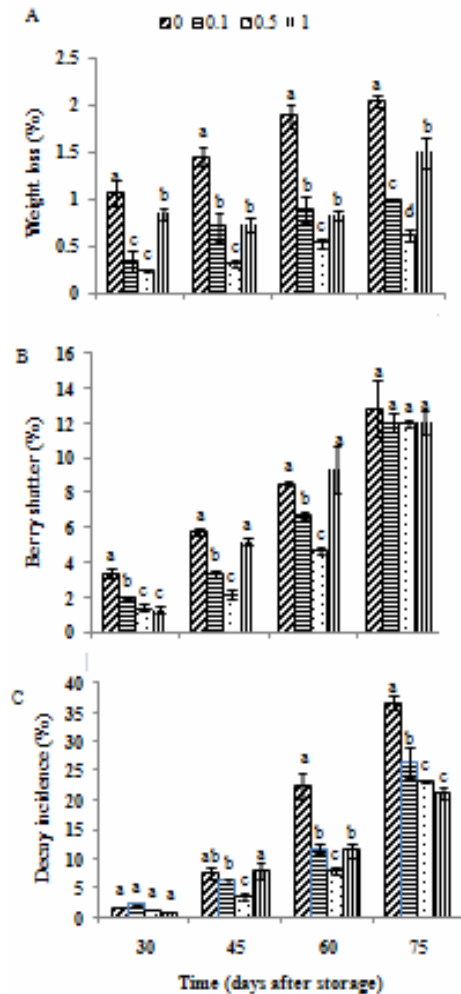 A
0 0.1 0.5 1
Weight loss (%)
2.5
2
1.5
1
0.5
0
a c c b
a b c b
a b c b
a c d b
B
Berry shatter (%)
16
14
12
10
8
6
4
2
0
a b c c
a b c a
a b c a
a a a a
C
Decay incidence (%)
40
35
30
25
20
15
10
5
0
a a a a
ab b c a
a b c b
a b c c
30 45 60 75
Time (days after storage)